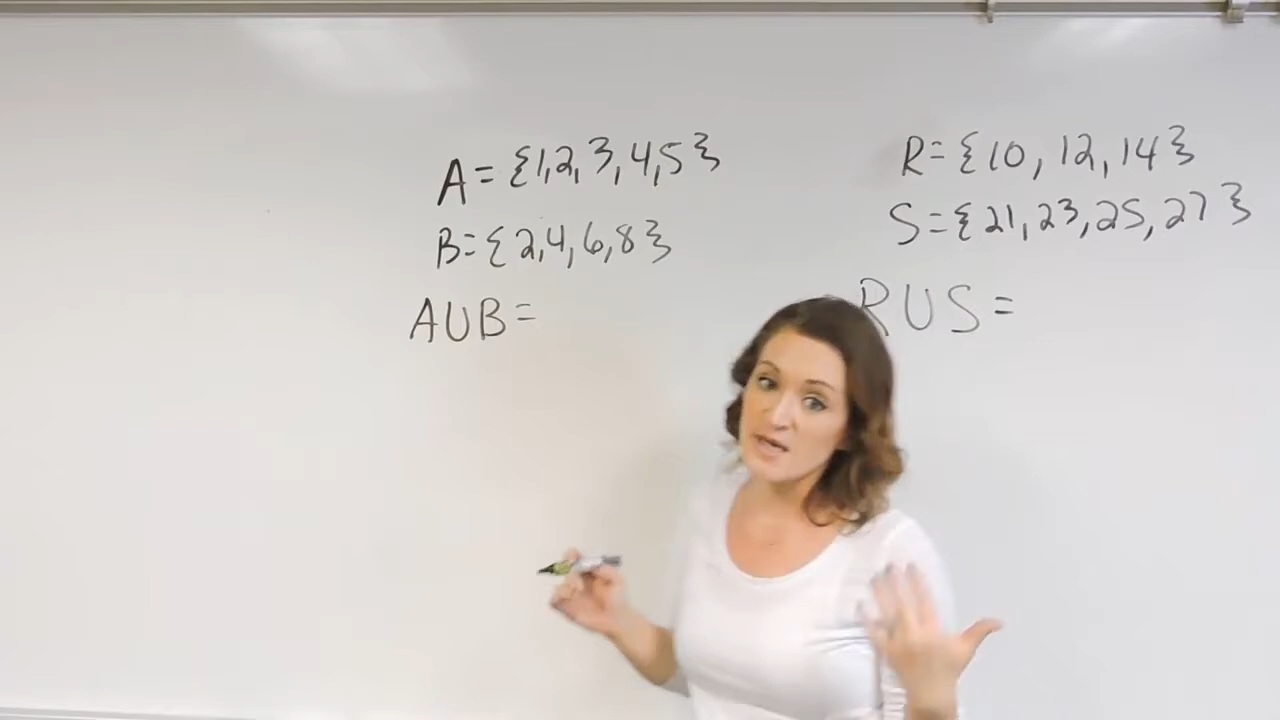 A={1,2,3,4,5}
B={2,4,6,8}
AUB=
R={10, 12, 14}
S={21, 23, 25, 27}
RUS=